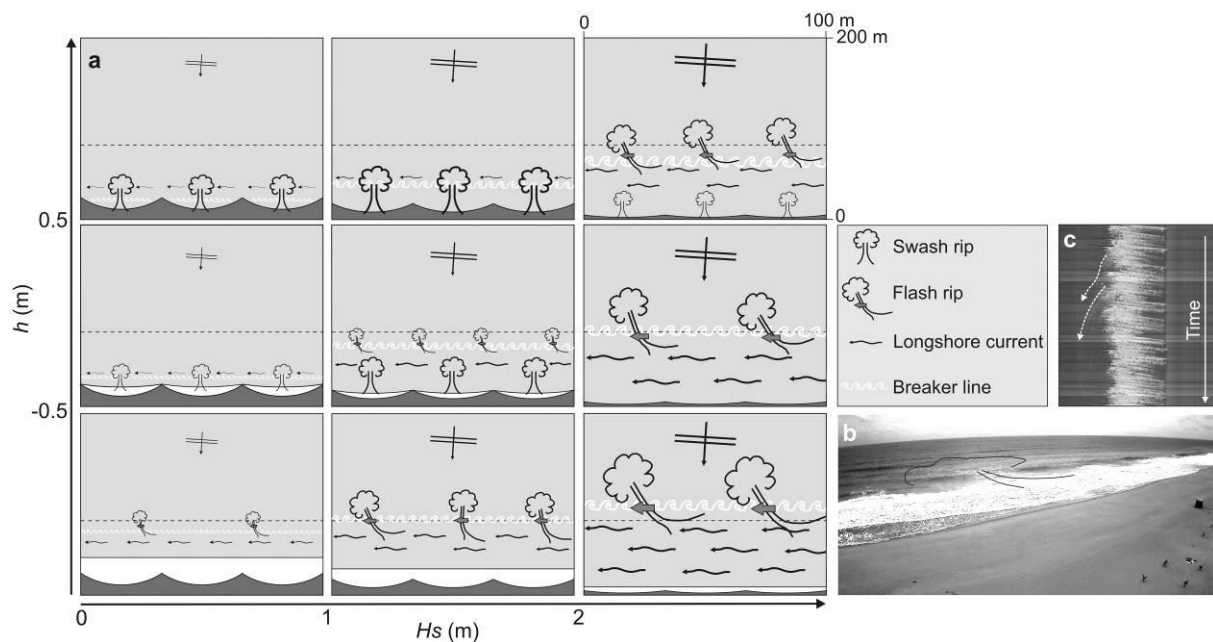 0
100 m
200 m
a
0
0.5
h (m)
-0.5
Swash rip
Flash rip
Longshore current
Breaker line
c
Time
b
0
1
2
Hs (m)